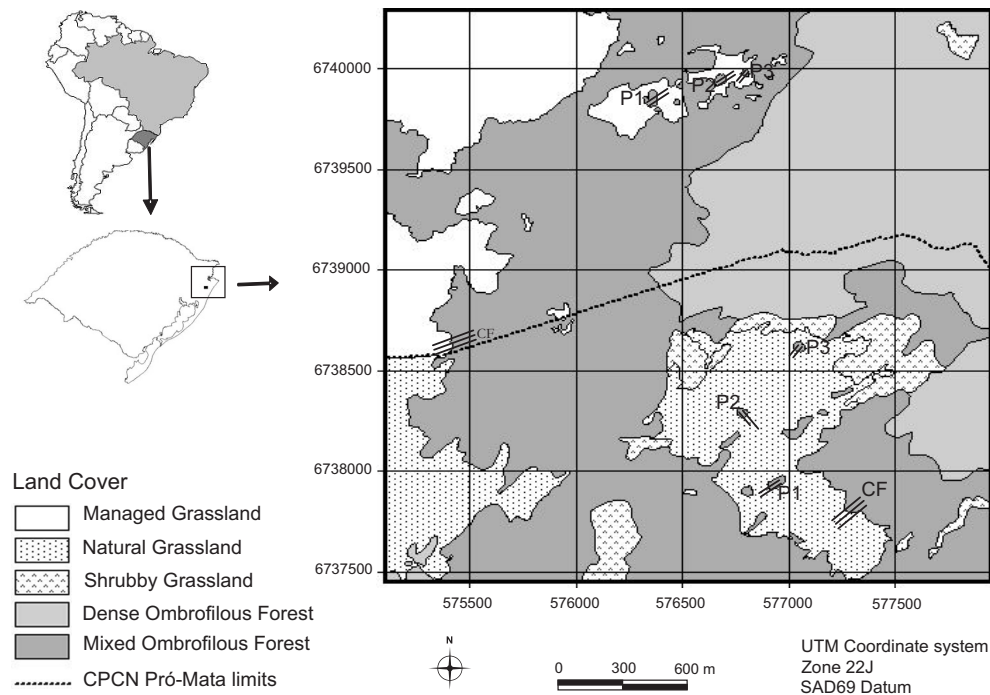 6740000
6739500
6739000
6738500
6738000
6737500
P1
P2
P3
CF
P3
P2
P1
CF
575500
576000
576500
577000
577500
Land Cover
Managed Grassland
Natural Grassland
Shrubby Grassland
Dense Ombrofilous Forest
Mixed Ombrofilous Forest
CPCN Pró-Mata limits
N
0 300 600 m
UTM Coordinate system
Zone 22J
SAD69 Datum